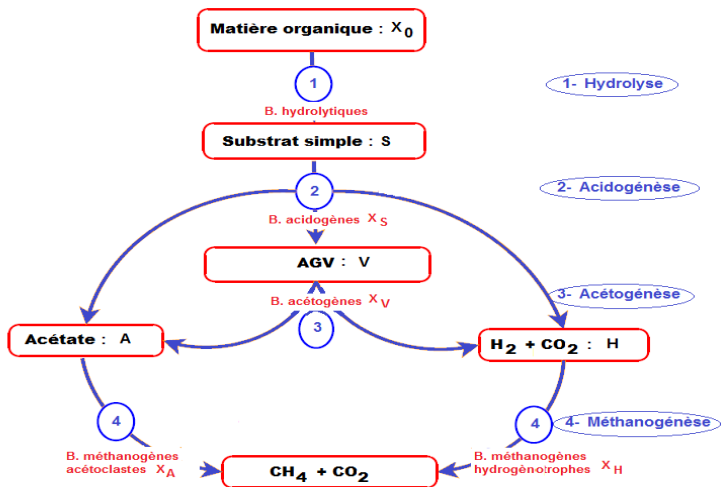 Matière organique : X0
1
1- Hydrolyse
B. hydrolytiques
Substrat simple : S
2
2- Acidogénèse
B. acidogènes XS
AGV : V
B. acétogènes XV
3- Acétogénèse
3
Acétate : A
H2 + CO2 : H
4
4
4- Méthanogénèse
B. méthanogènes
acétoclastes XA
B. méthanogènes
hydrogènotrophes XH
CH4 + CO2